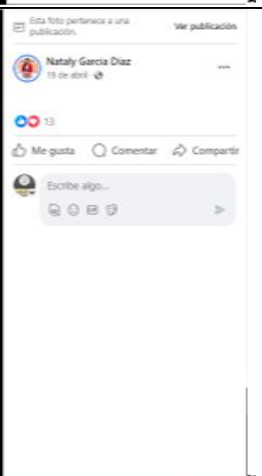 Esta foto pertenece a una
publicación.
Ver publicación
Nataly Garcia Diaz
19 de abril ·
13
Me gusta
Comentar
Compartir
Escribe algo...